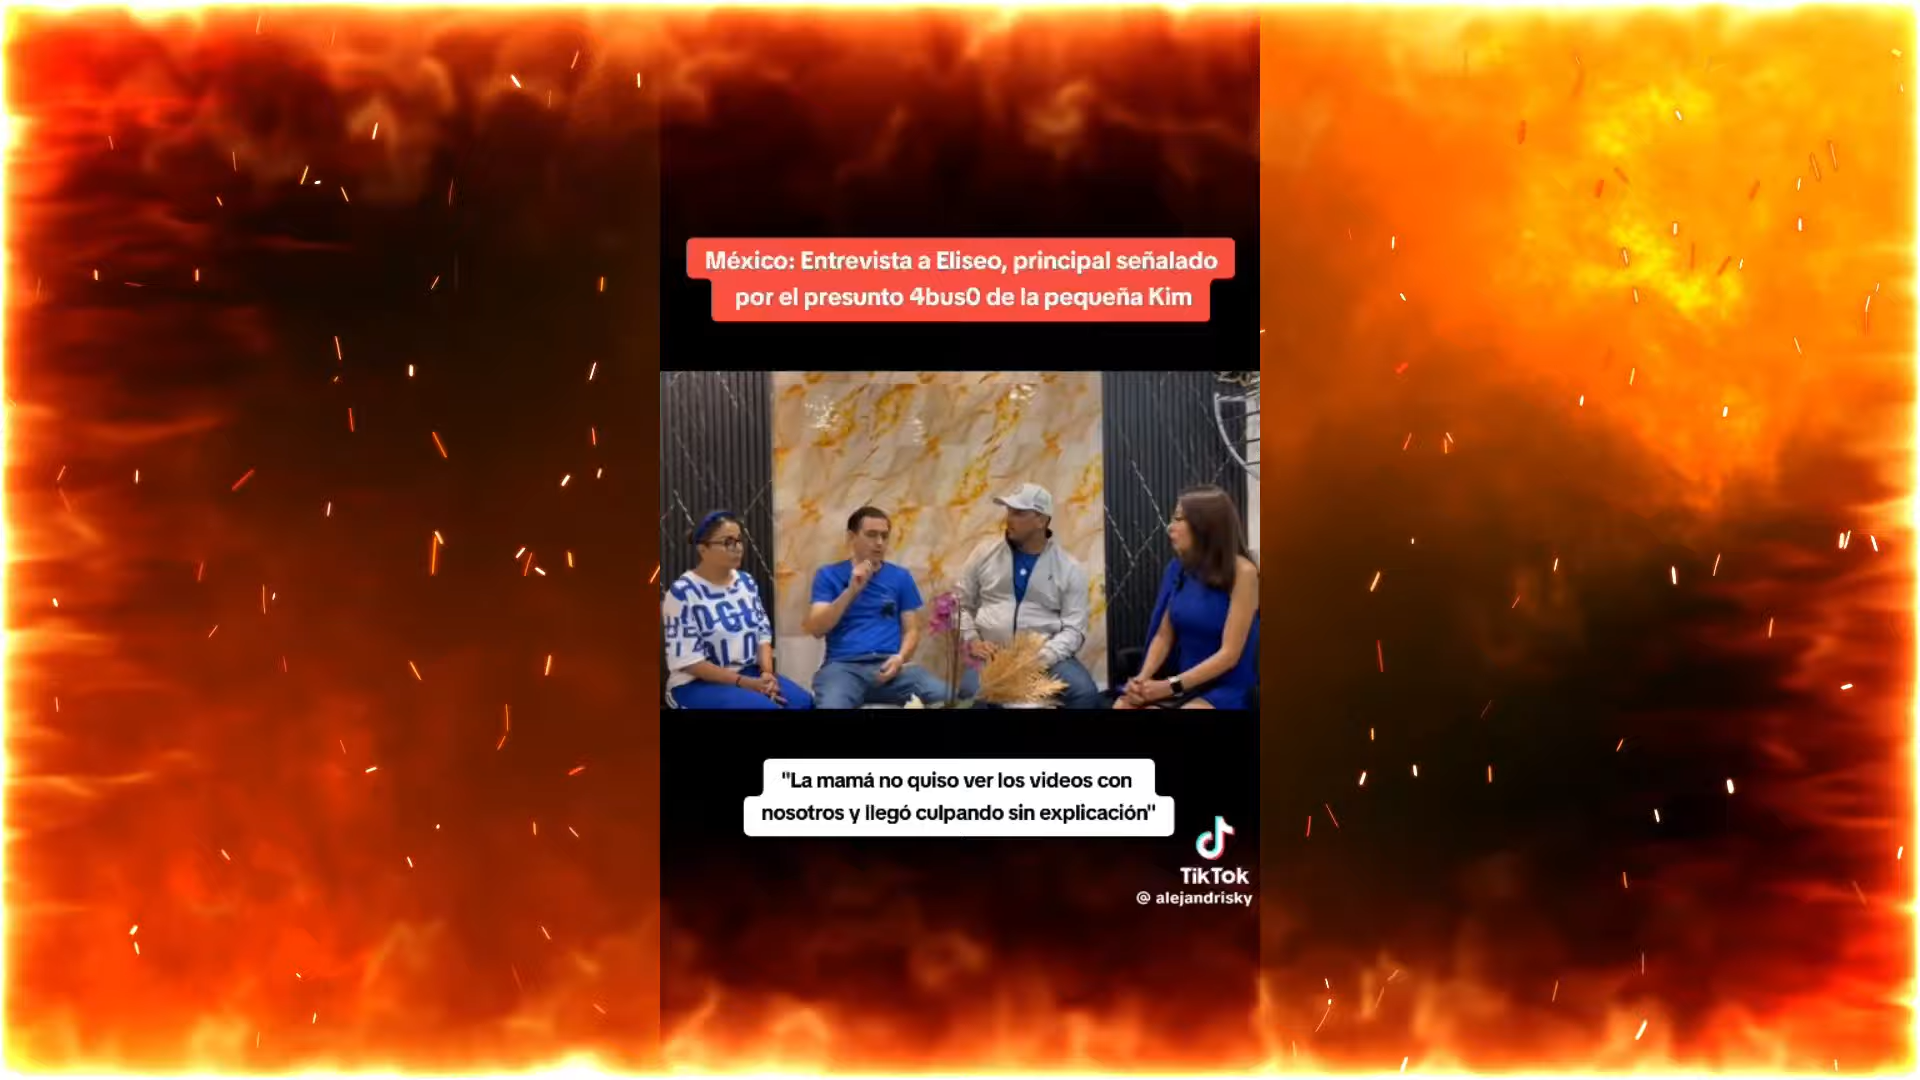 México: Entrevista a Eliseo, principal señalado
por el presunto 4bus0 de la pequeña Kim
"La mamá no quiso ver los videos con
nosotros y llegó culpando sin explicación"
TikTok
@ alejandrisky